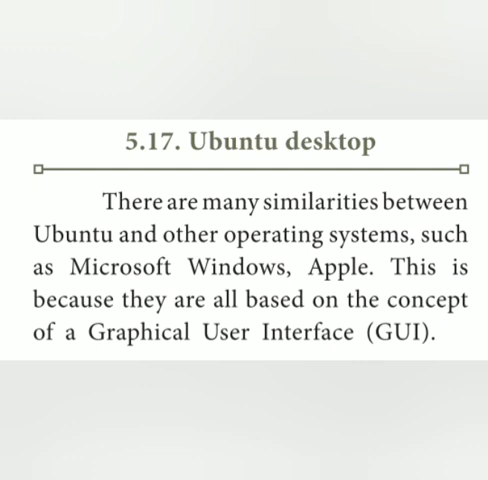 5.17. Ubuntu desktop
There are many similarities between
Ubuntu and other operating systems, such
as Microsoft Windows, Apple. This is
because they are all based on the concept
of a Graphical User Interface (GUI).